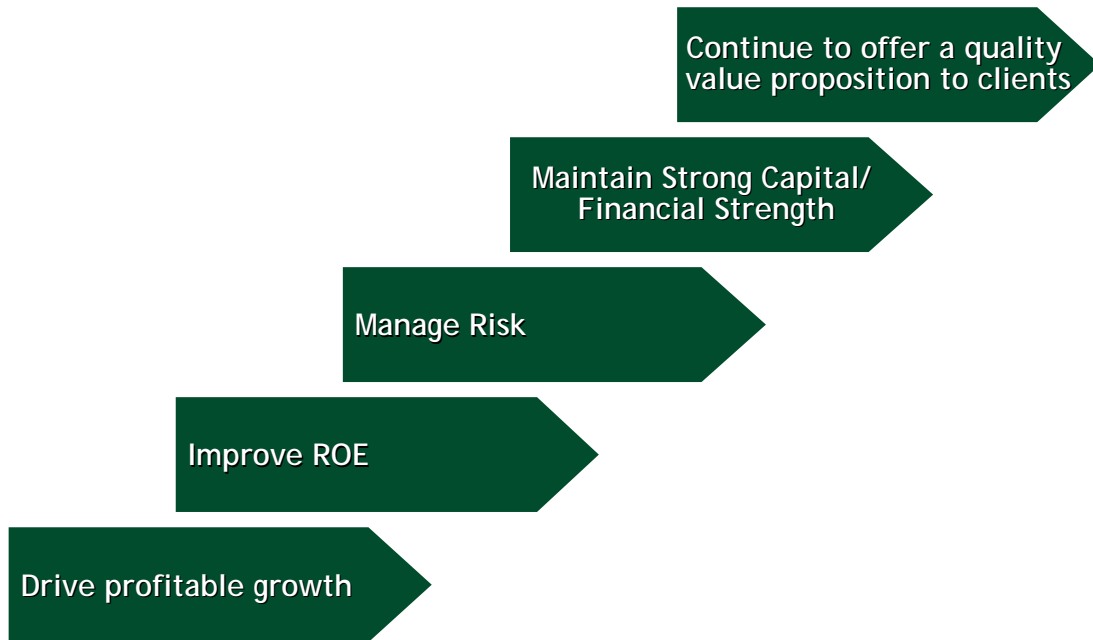 Continue to offer a quality
value proposition to clients
Maintain Strong Capital/
Financial Strength
Manage Risk
Improve ROE
Drive profitable growth